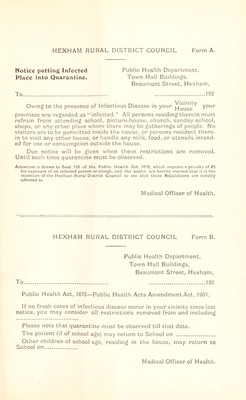 HEXHAM RURAL DISTRICT COUNCIL. Form A.
Notice putting Infected Place into Quarantine.
Public Health Department,
Town Hall Buildings,
Beaumont Street, Hexham,
To............................................................192
Owing to the presence of Infectious Disease in your Vicinity House your
premises are regarded as "infected." All persons residing therein must
refrain from attending school, picture-house, church, sunday school,
shops, or any other place where there may be gatherings of people. No
visitors are to be permitted inside the house, or persons resident there-
in to visit any other house, or handle any milk, food, or utensils intend-
ed for use or consumption outside the house.
Due notice will be given when these restrictions are removed.
Until such time quarantine must be observed.
Attention is drawn to Sect. 126 of the Public Health Act, 1875, which imposes a penalty of £5
for exposure of an infected person or things, and the public are hereby warned that it is the
intention of the Hexham Rural District Council to see that these Regulations are strictly
adhered to.
Medical Officer of Health.
HEXHAM RURAL DISTRICT COUNCIL. Form B.
Public Health Department,
Town Hall Buildings,
Beaumont Street, Hexham,
To............................................................192
Public Health Act, 1875—Public Health Acts Amendment Act, 1907.
If no fresh cases of infectious disease occur in your vicinity since last
notice, you may consider all restrictions removed from and including
........................
Please note that quarantine must be observed till that date.
The patient (if of school age) may return to School on ..................
Other children of school age, residing in the house, may return to
School on..................
Medical Officer of Health.